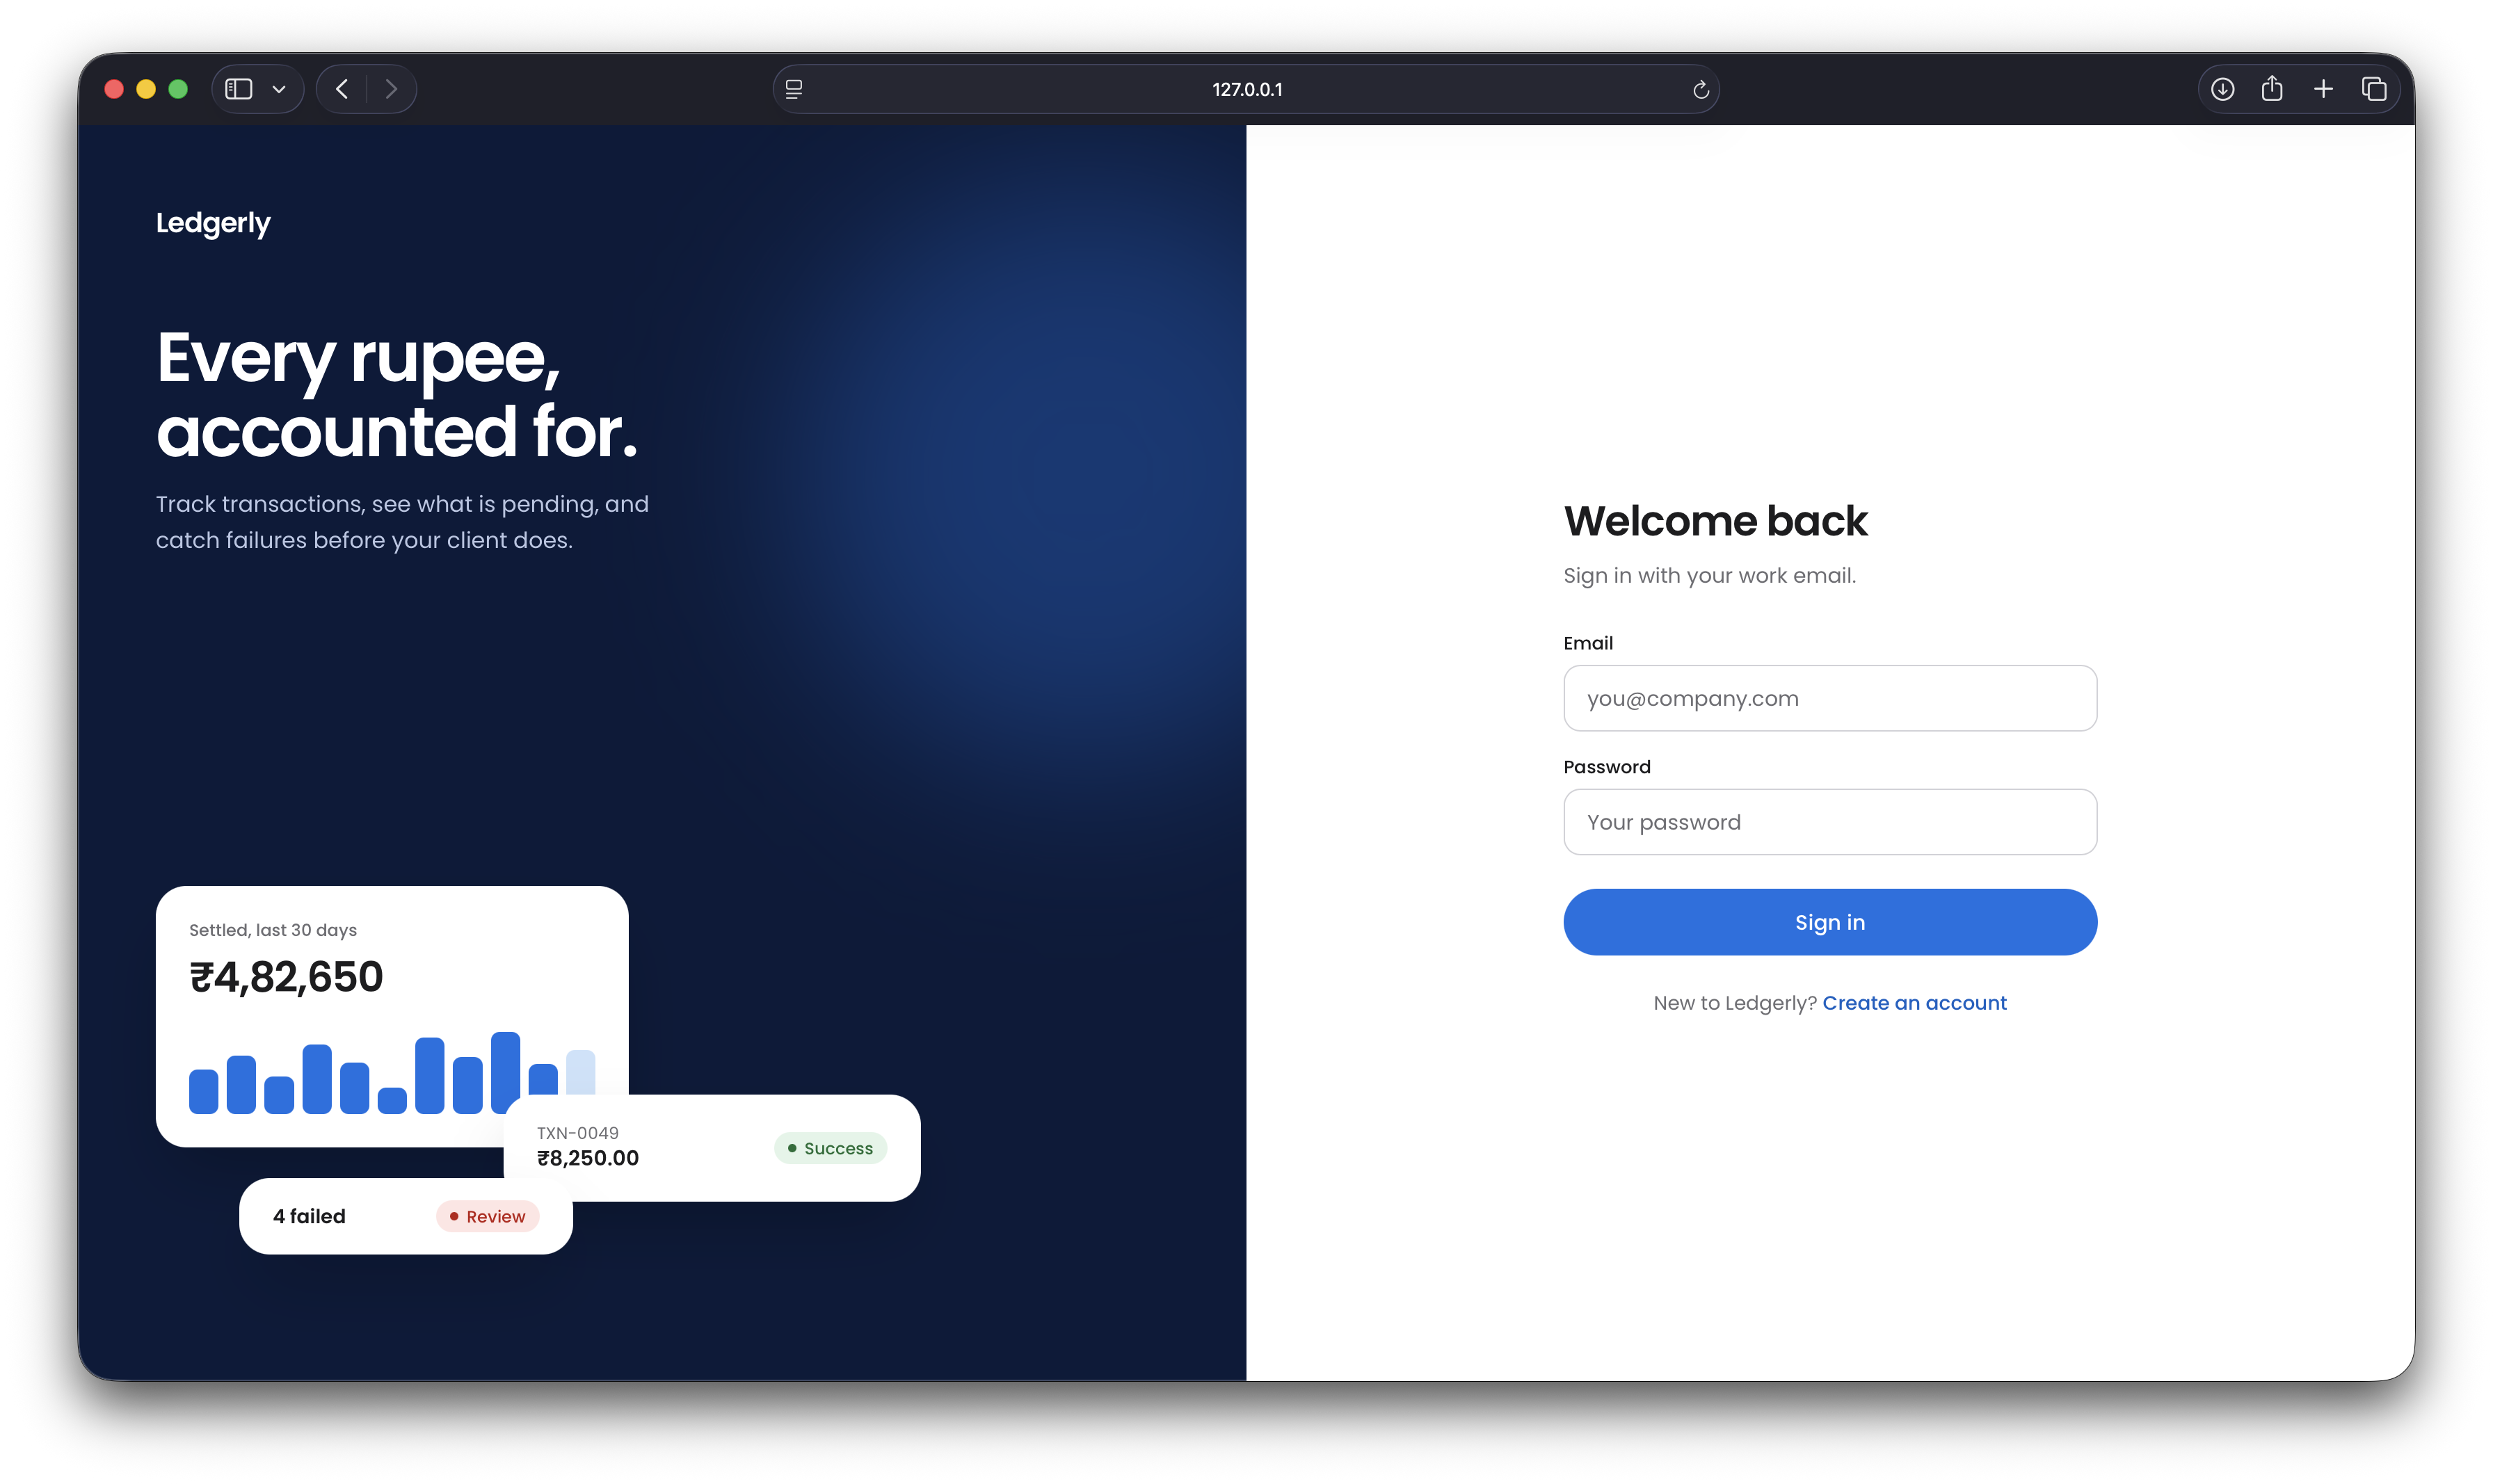 127.0.0.1
Ledgerly
Every rupee,
accounted for.
Track transactions, see what is pending, and
catch failures before your client does.
Settled, last 30 days
₹4,82,650
TXN-0049
₹8,250.00
Success
4 failed
Review
Welcome back
Sign in with your work email.
Email
you@company.com
Password
Your password
Sign in
New to Ledgerly? Create an account